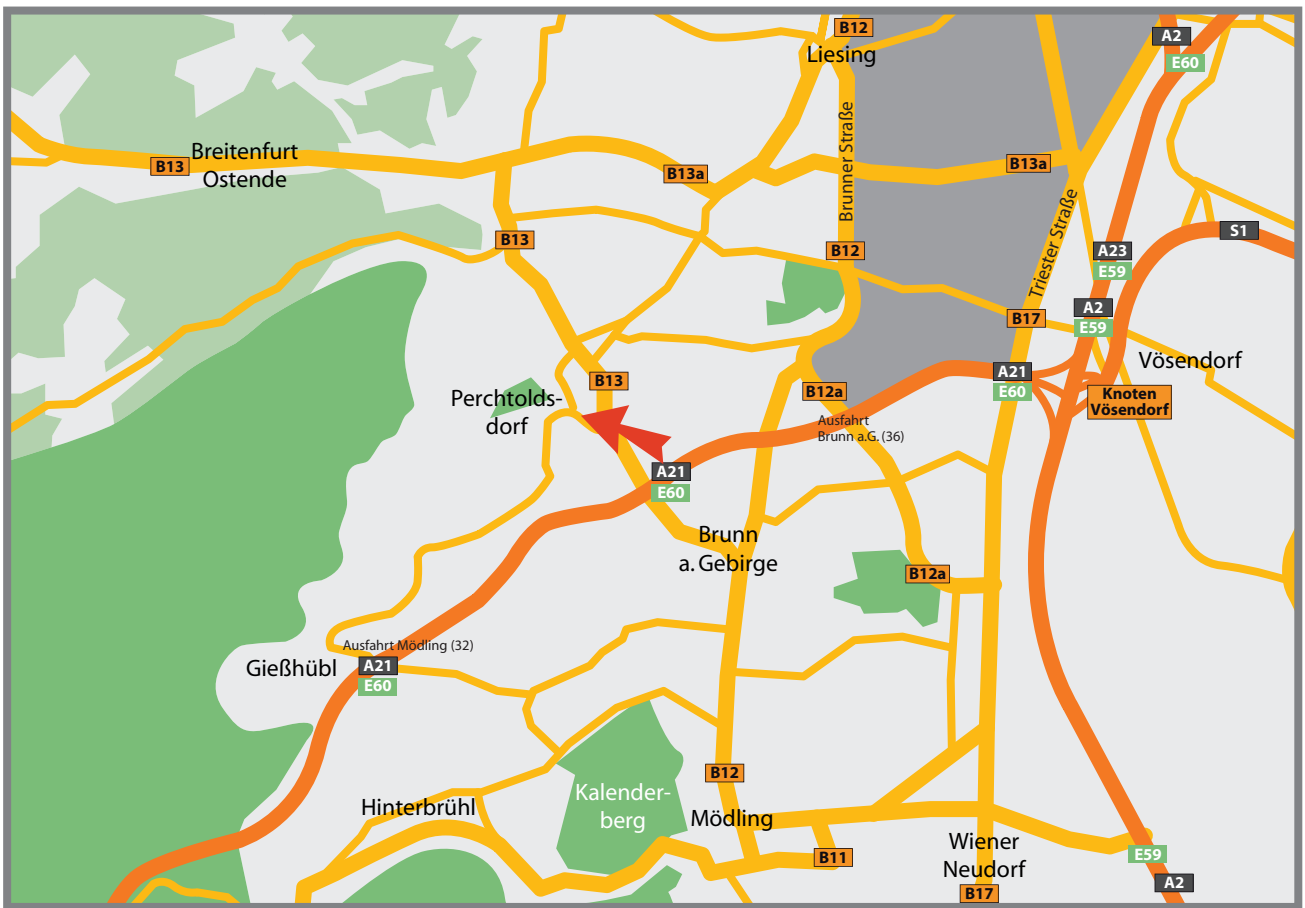 B12
Liesing
A2
E60
Brunner Straße
Breitenfurt
Ostende
B13
B13a
B13a
B13
B12
Triester Straße
S1
A23
E59
A2
E59
B17
Vösendorf
A21
E60
Knoten
Vösendorf
B13
B12a
Perchtolds-
dorf
Ausfahrt
Brunn a.G. (36)
A21
E60
Brunn
a. Gebirge
B12a
Ausfahrt Mödling (32)
Gießhübl
A21
E60
B12
Kalender-
berg
Hinterbrühl
Mödling
Wiener
Neudorf
B11
E59
A2
B17